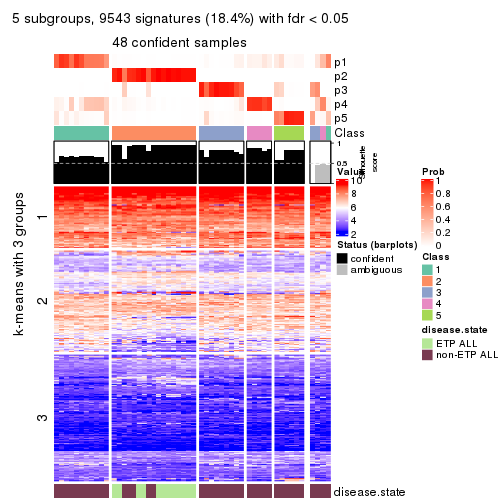 5 subgroups, 9543 signatures (18.4%) with fdr < 0.05
48 confident samples
p1
p2
p3
p4
p5
Class
1
0.5
0
Silhouette
score
k-means with 3 groups
1
2
3
disease.state
Value
10
8
6
4
2
Status (barplots)
confident
ambiguous
Prob
1
0.8
0.6
0.4
0.2
0
Class
1
2
3
4
5
disease.state
ETP ALL
non-ETP ALL